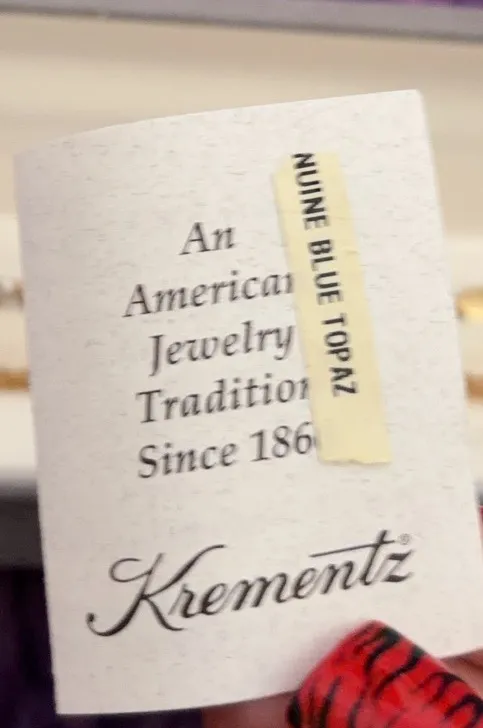 An
American
Jewelry
Tradition
Since 186
Krementz®
NUINE BLUE TOPAZ